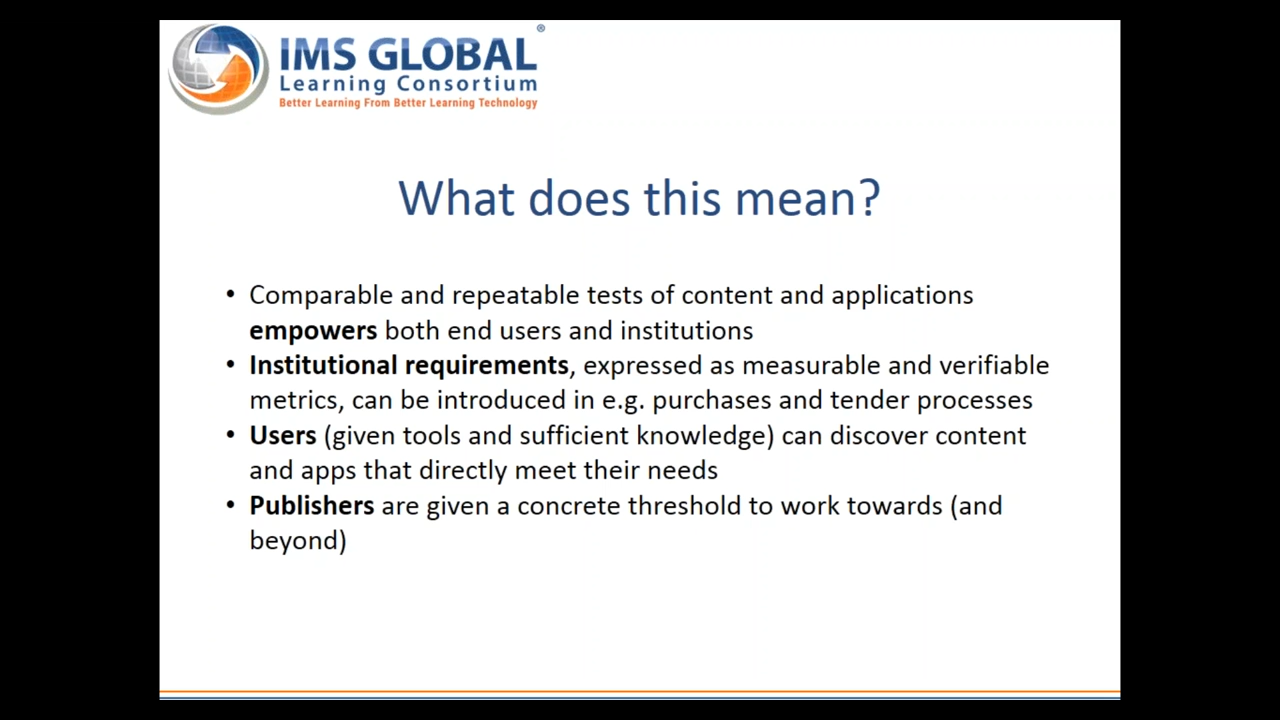 IMS GLOBAL®
Learning Consortium
Better Learning From Better Learning Technology
What does this mean?
• Comparable and repeatable tests of content and applications
empowers both end users and institutions
• Institutional requirements, expressed as measurable and verifiable
metrics, can be introduced in e.g. purchases and tender processes
• Users (given tools and sufficient knowledge) can discover content
and apps that directly meet their needs
• Publishers are given a concrete threshold to work towards (and
beyond)